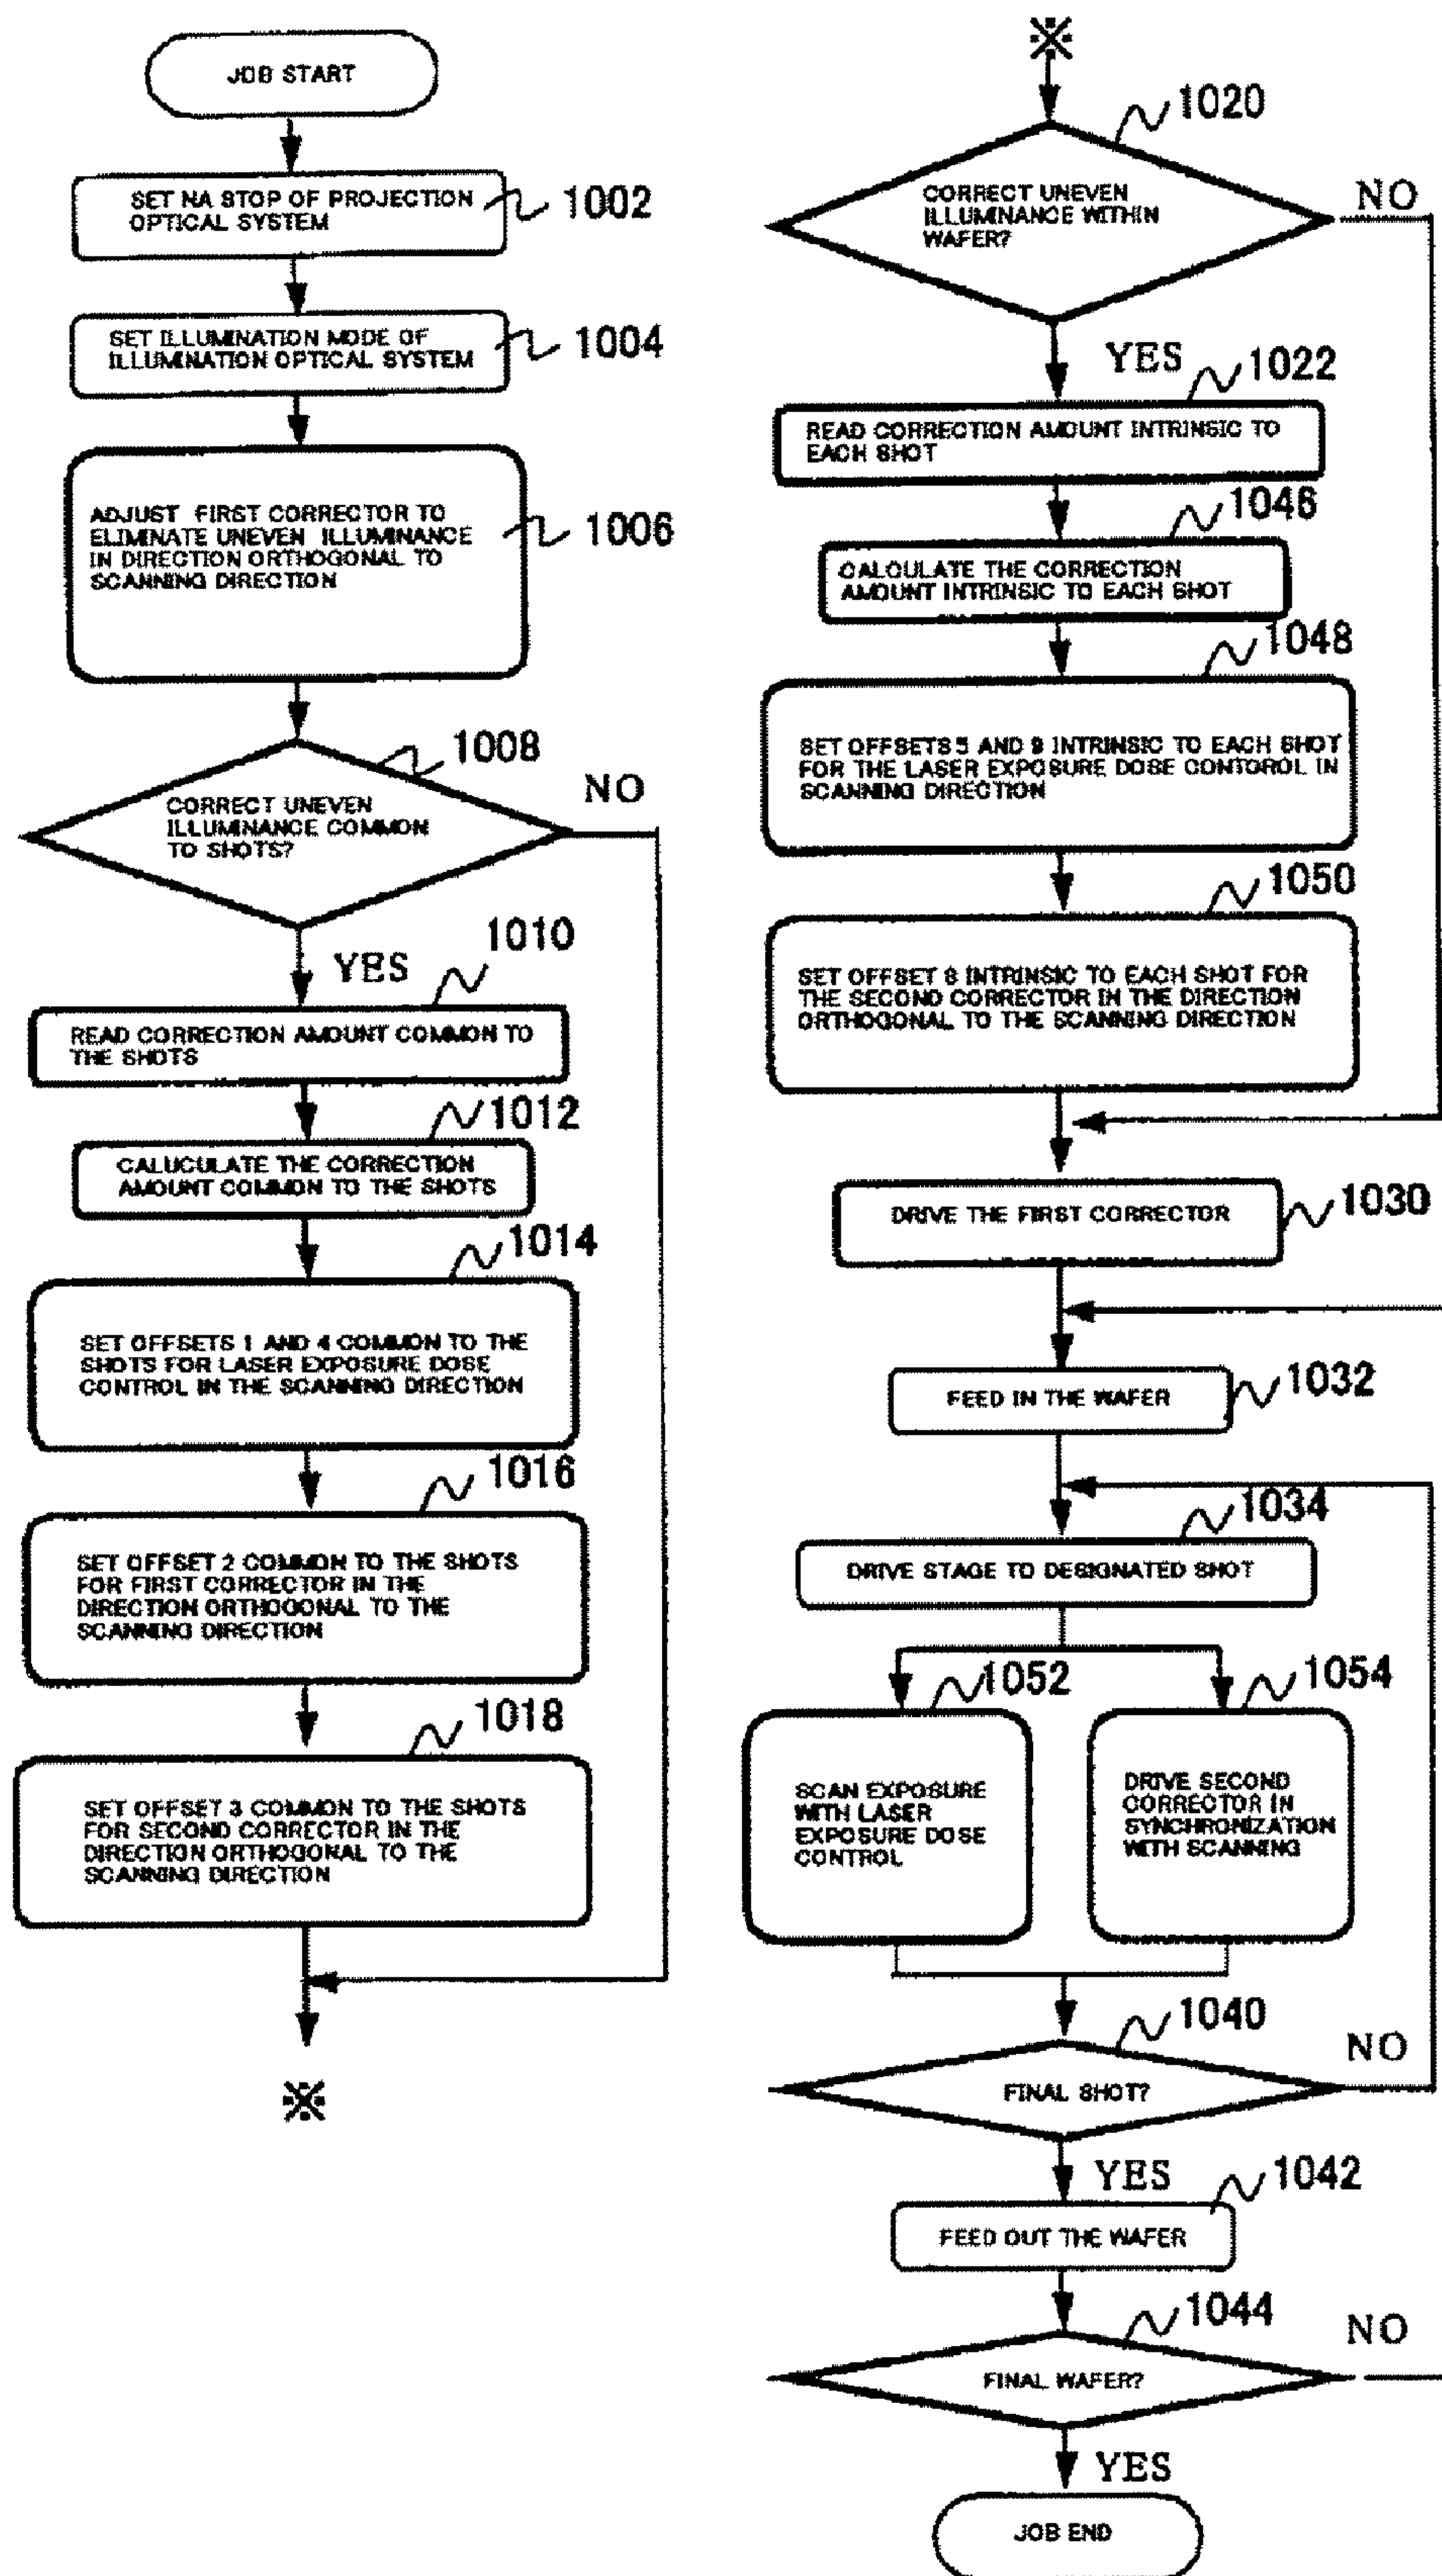 JOB START
SET NA STOP OF PROJECTION
OPTICAL SYSTEM
1002
SET ILLUMINATION MODE OF
ILLUMINATION OPTICAL SYSTEM
1004
ADJUST FIRST CORRECTOR TO
ELIMINATE UNEVEN ILLUMINANCE
IN DIRECTION ORTHOGONAL TO
SCANNING DIRECTION
1006
1008
CORRECT UNEVEN
ILLUMINANCE COMMON
TO SHOTS?
NO
YES
1010
READ CORRECTION AMOUNT COMMON TO
THE SHOTS
1012
CALUCULATE THE CORRECTION
AMOUNT COMMON TO THE SHOTS
1014
SET OFFSETS 1 AND 4 COMMON TO THE
SHOTS FOR LASER EXPOSURE DOSE
CONTROL IN THE SCANNING DIRECTION
1016
SET OFFSET 2 COMMON TO THE SHOTS
FOR FIRST CORRECTOR IN THE
DIRECTION ORTHOGONAL TO THE
SCANNING DIRECTION
1018
SET OFFSET 3 COMMON TO THE SHOTS
FOR SECOND CORRECTOR IN THE
DIRECTION ORTHOGONAL TO THE
SCANNING DIRECTION
※
※
1020
CORRECT UNEVEN
ILLUMINANCE WITHIN
WAFER?
NO
YES
1022
READ CORRECTION AMOUNT INTRINSIC TO
EACH SHOT
1046
CALCULATE THE CORRECTION
AMOUNT INTRINSIC TO EACH SHOT
1048
SET OFFSETS 5 AND 9 INTRINSIC TO EACH SHOT
FOR THE LASER EXPOSURE DOSE CONTOROL IN
SCANNING DIRECTION
1050
SET OFFSET 8 INTRINSIC TO EACH SHOT FOR
THE SECOND CORRECTOR IN THE DIRECTION
ORTHOGONAL TO THE SCANNING DIRECTION
DRIVE THE FIRST CORRECTOR
1030
FEED IN THE WAFER
1032
1034
DRIVE STAGE TO DESIGNATED SHOT
1052
SCAN EXPOSURE
WITH LASER
EXPOSURE DOSE
CONTROL
1054
DRIVE SECOND
CORRECTOR IN
SYNCHRONIZATION
WITH SCANNING
1040
FINAL SHOT?
NO
YES
1042
FEED OUT THE WAFER
1044
FINAL WAFER?
NO
YES
JOB END